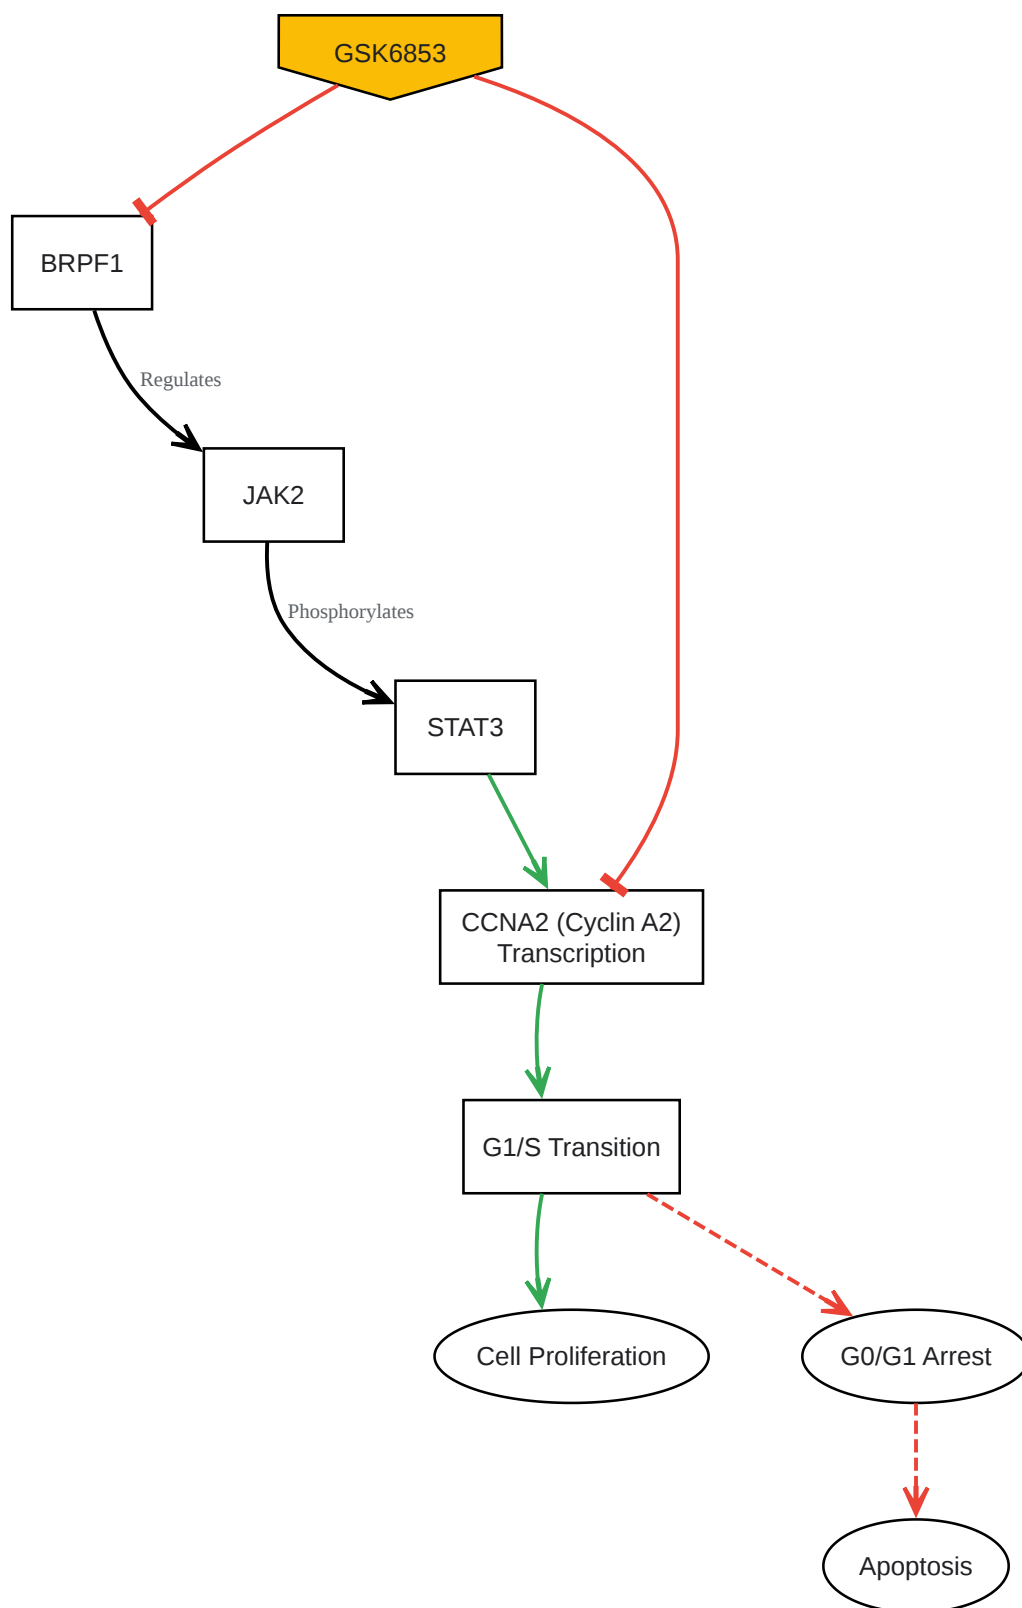 GSK6853
BRPF1
Regulates
JAK2
Phosphorylates
STAT3
CCNA2 (Cyclin A2)
Transcription
G1/S Transition
Cell Proliferation
G0/G1 Arrest
Apoptosis